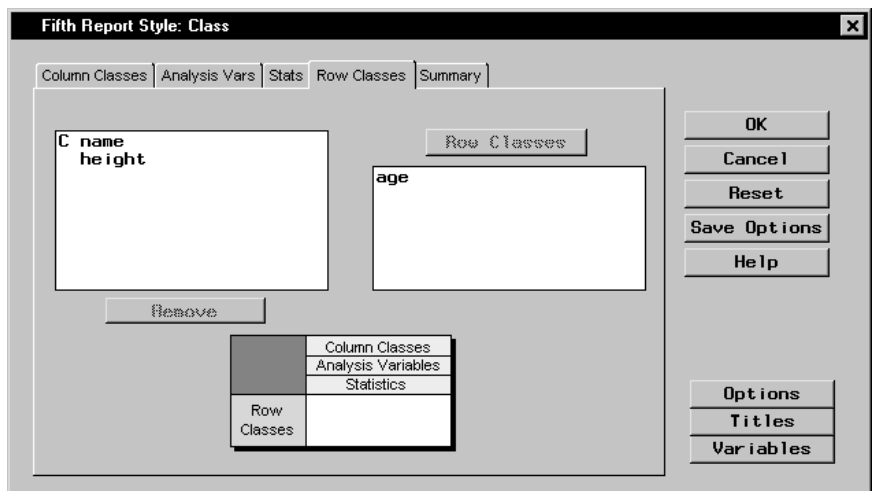 Fifth Report Style: Class
Column Classes Analysis Vars Stats Row Classes Summary
C name
height
Row Classes
age
Remove
Column Classes
Analysis Variables
Statistics
Row
Classes
OK
Cancel
Reset
Save Options
Help
Options
Titles
Variables